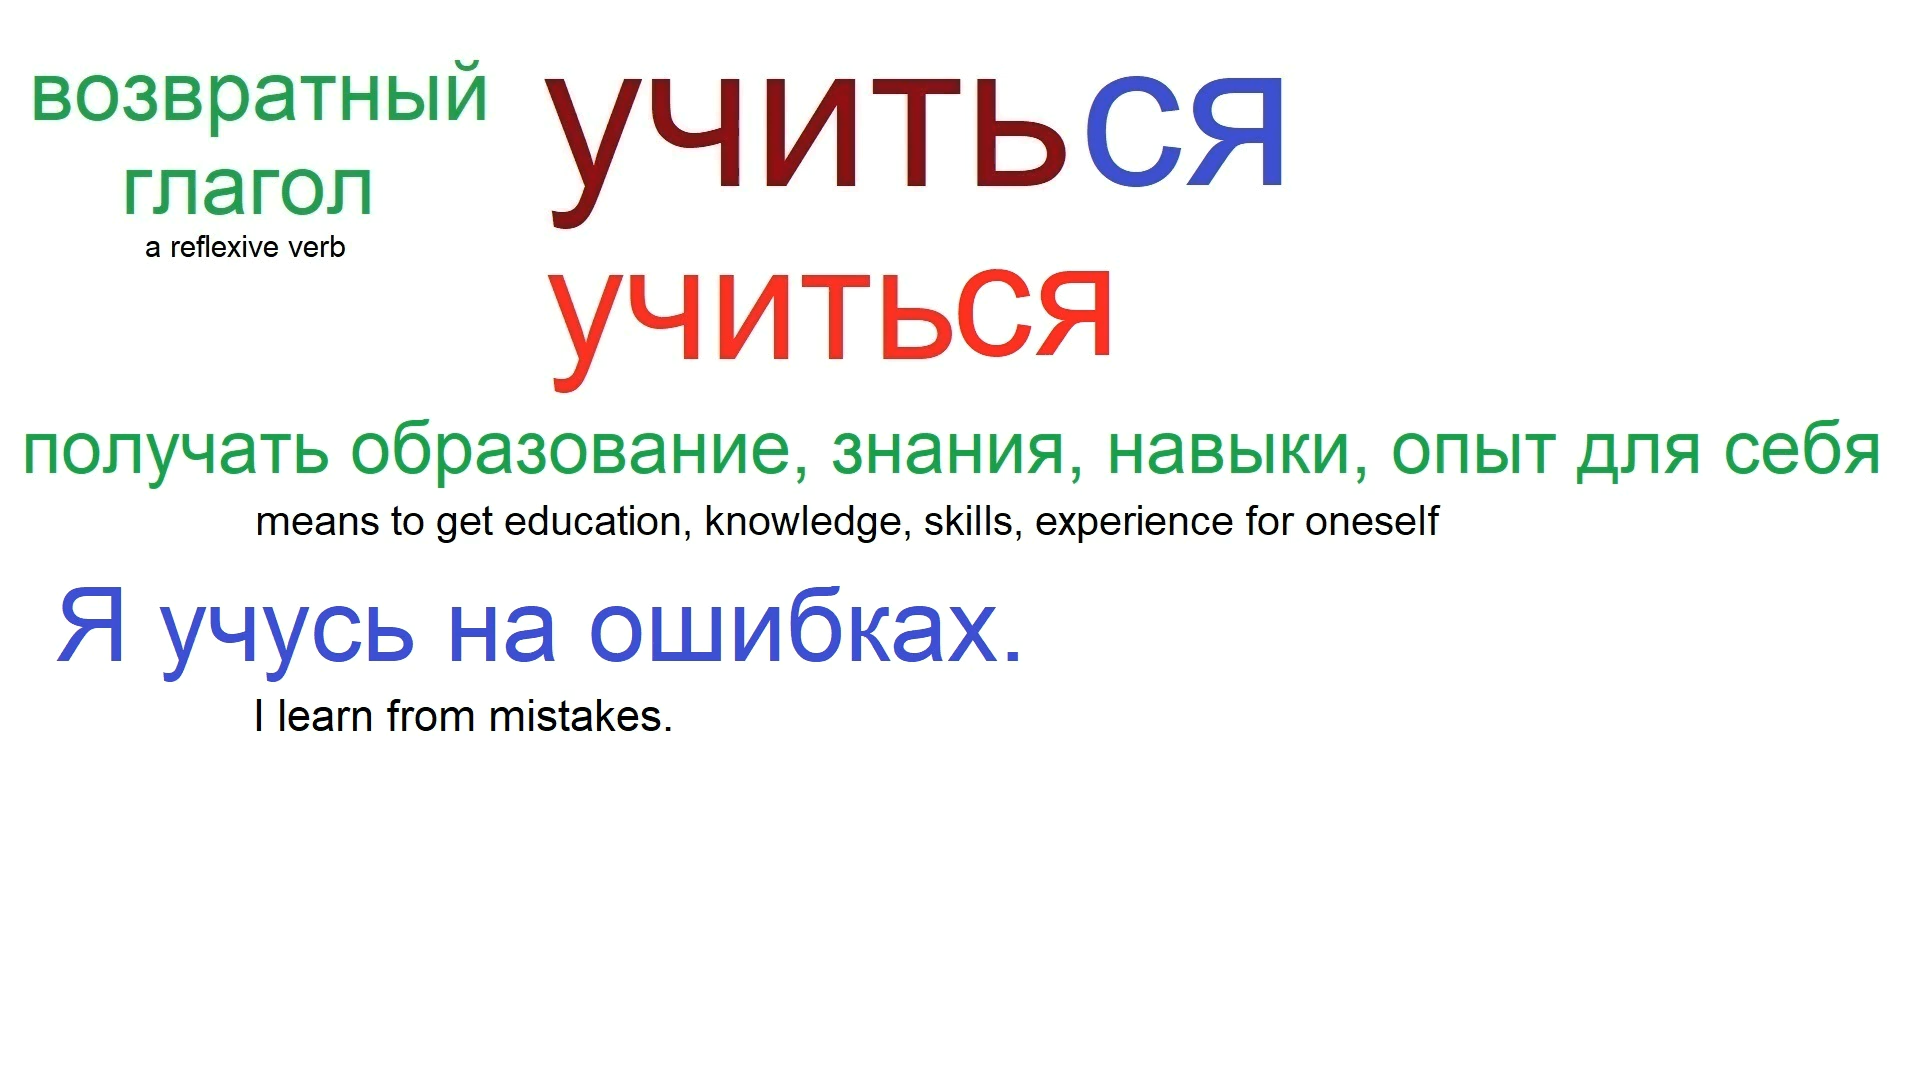 возвратный
глагол
a reflexive verb
учиться
учиться
получать образование, знания, навыки, опыт для себя
means to get education, knowledge, skills, experience for oneself
Я учусь на ошибках.
I learn from mistakes.